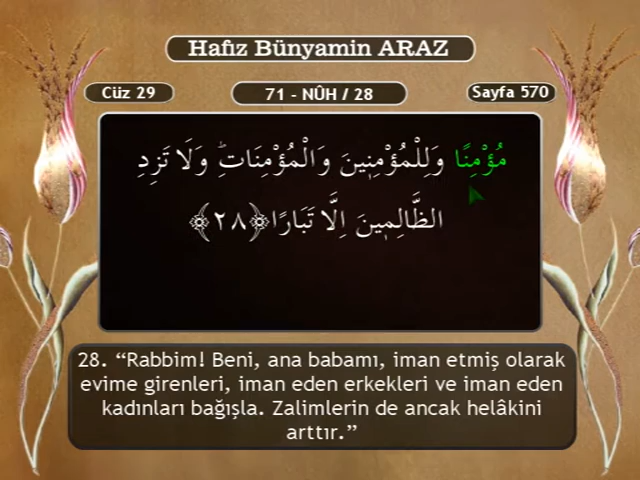 Hafız Bünyamin ARAZ
Cüz 29
71 - NÛH / 28
Sayfa 570
مُؤْمِنًا وَلِلْمُؤْمِنٖينَ وَالْمُؤْمِنَاتِؕ وَلَا تَزِدِ
الظَّالِمٖينَ اِلَّا تَبَارًا ﴿٢٨﴾
28. “Rabbim! Beni, ana babamı, iman etmiş olarak
evime girenleri, iman eden erkekleri ve iman eden
kadınları bağışla. Zalimlerin de ancak helâkini
arttır.”